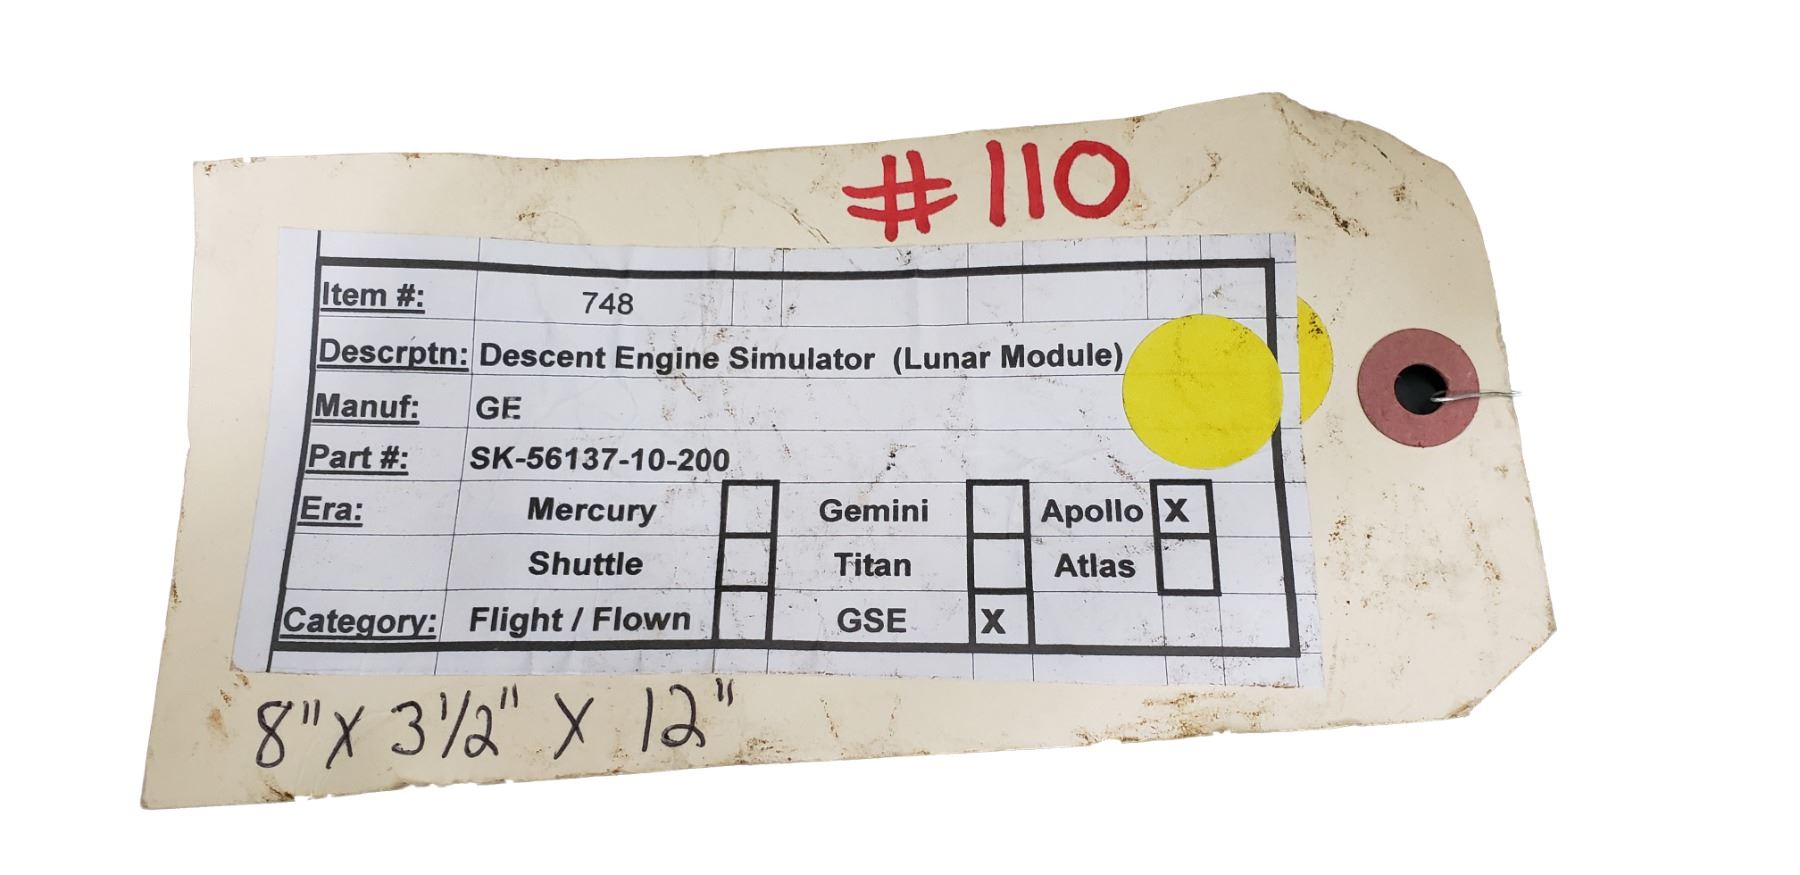 #110
Item #: 748
Descrptn: Descent Engine Simulator (Lunar Module)
Manuf: GE
Part #: SK-56137-10-200
Era: Mercury Gemini Apollo X
Shuttle Titan Atlas
Category: Flight / Flown GSE X
8" X 3 1/2" X 12"